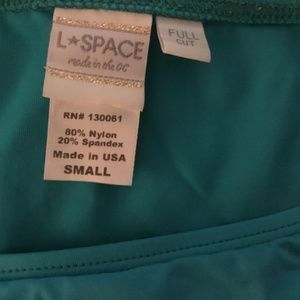 L★SPACE
made in the OC
FULL
CUT
RN# 130061
80% Nylon
20% Spandex
Made in USA
SMALL